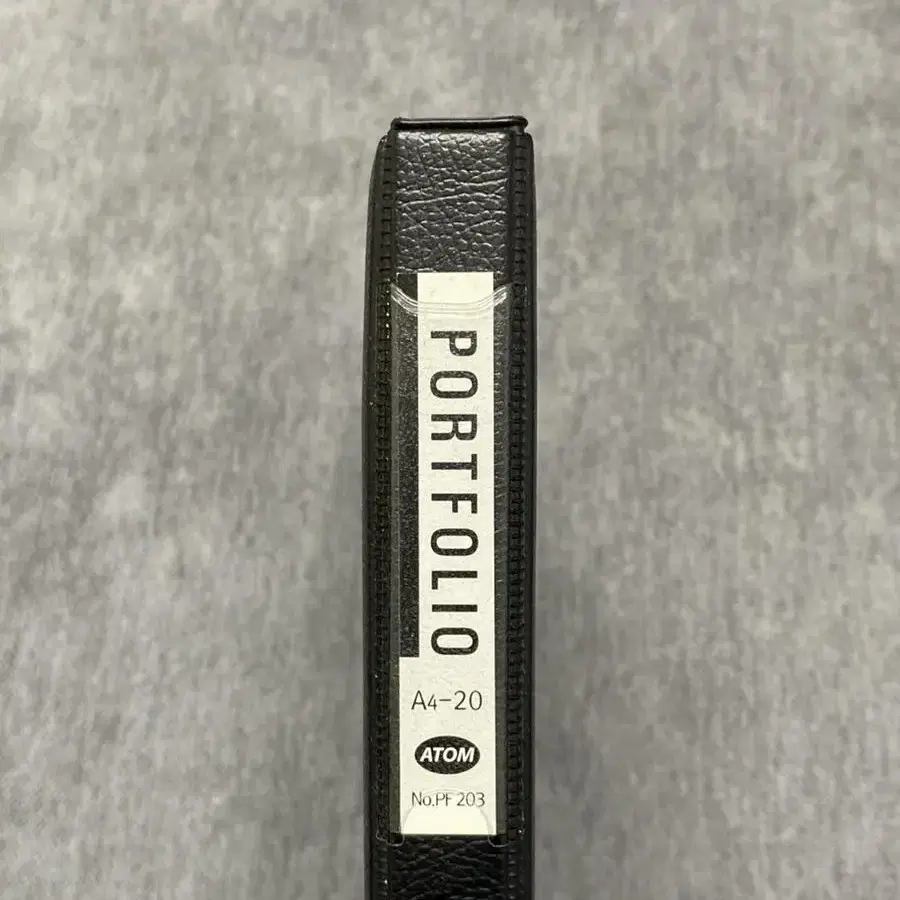 PORTFOLIO
A4-20
ATOM
No.PF 203